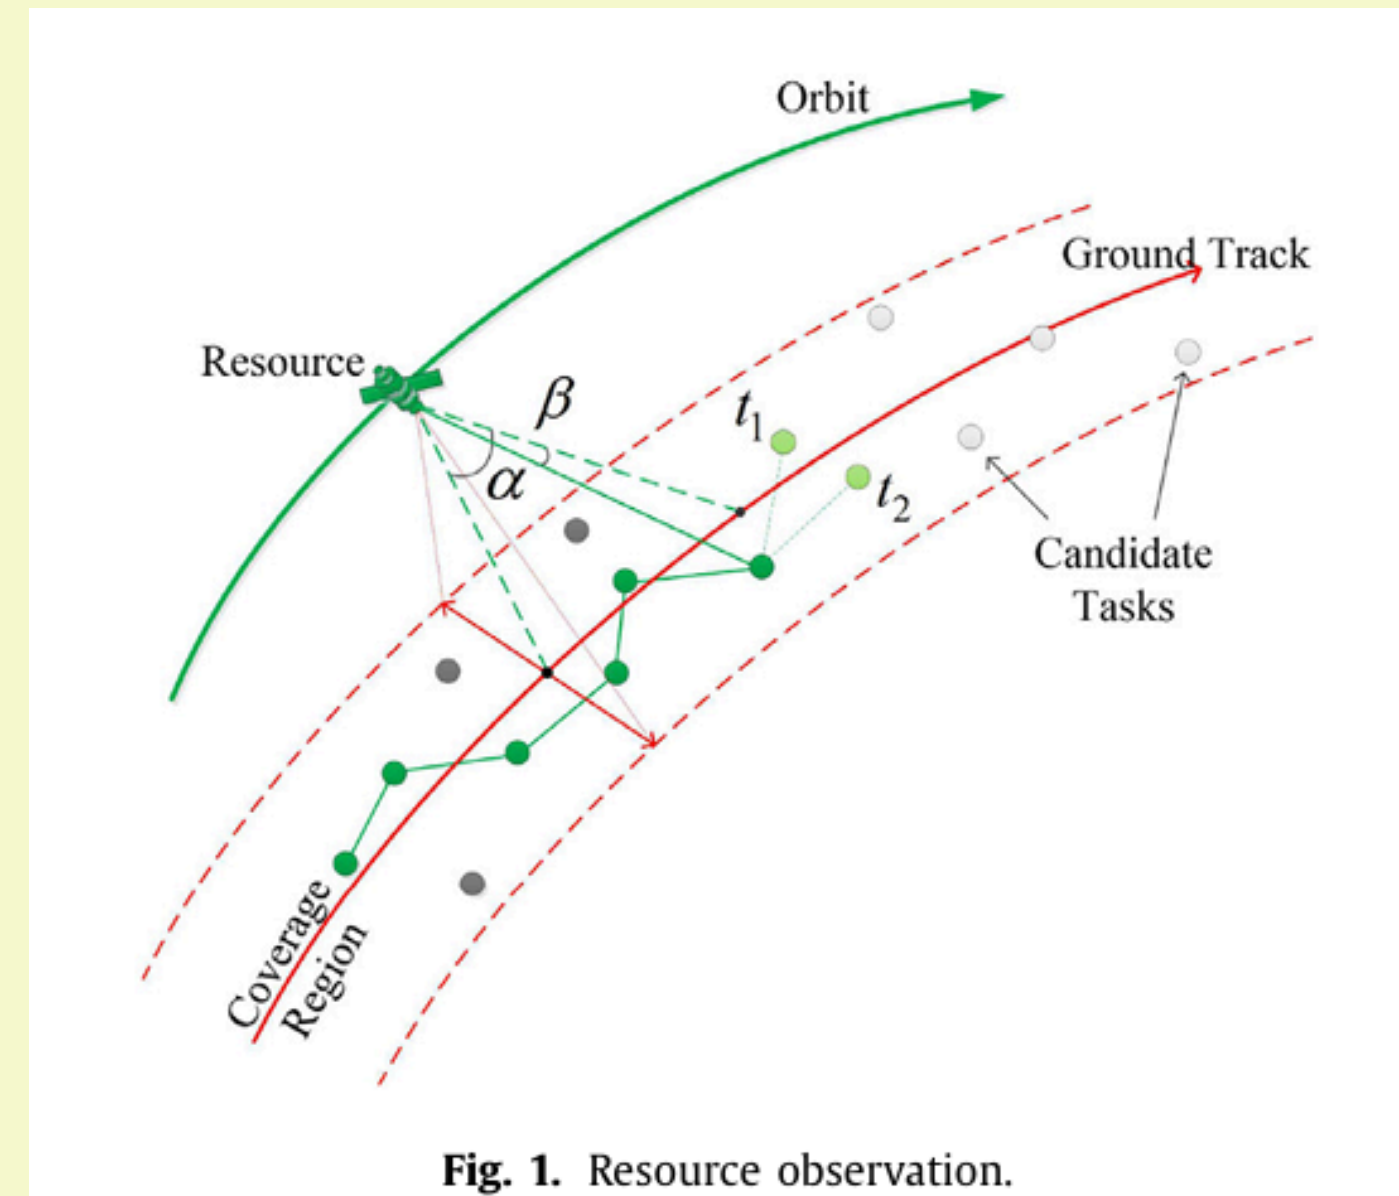 Orbit
Ground Track
Resource
β
t1
α
t2
Candidate
Tasks
Coverage
Region
Fig. 1. Resource observation.